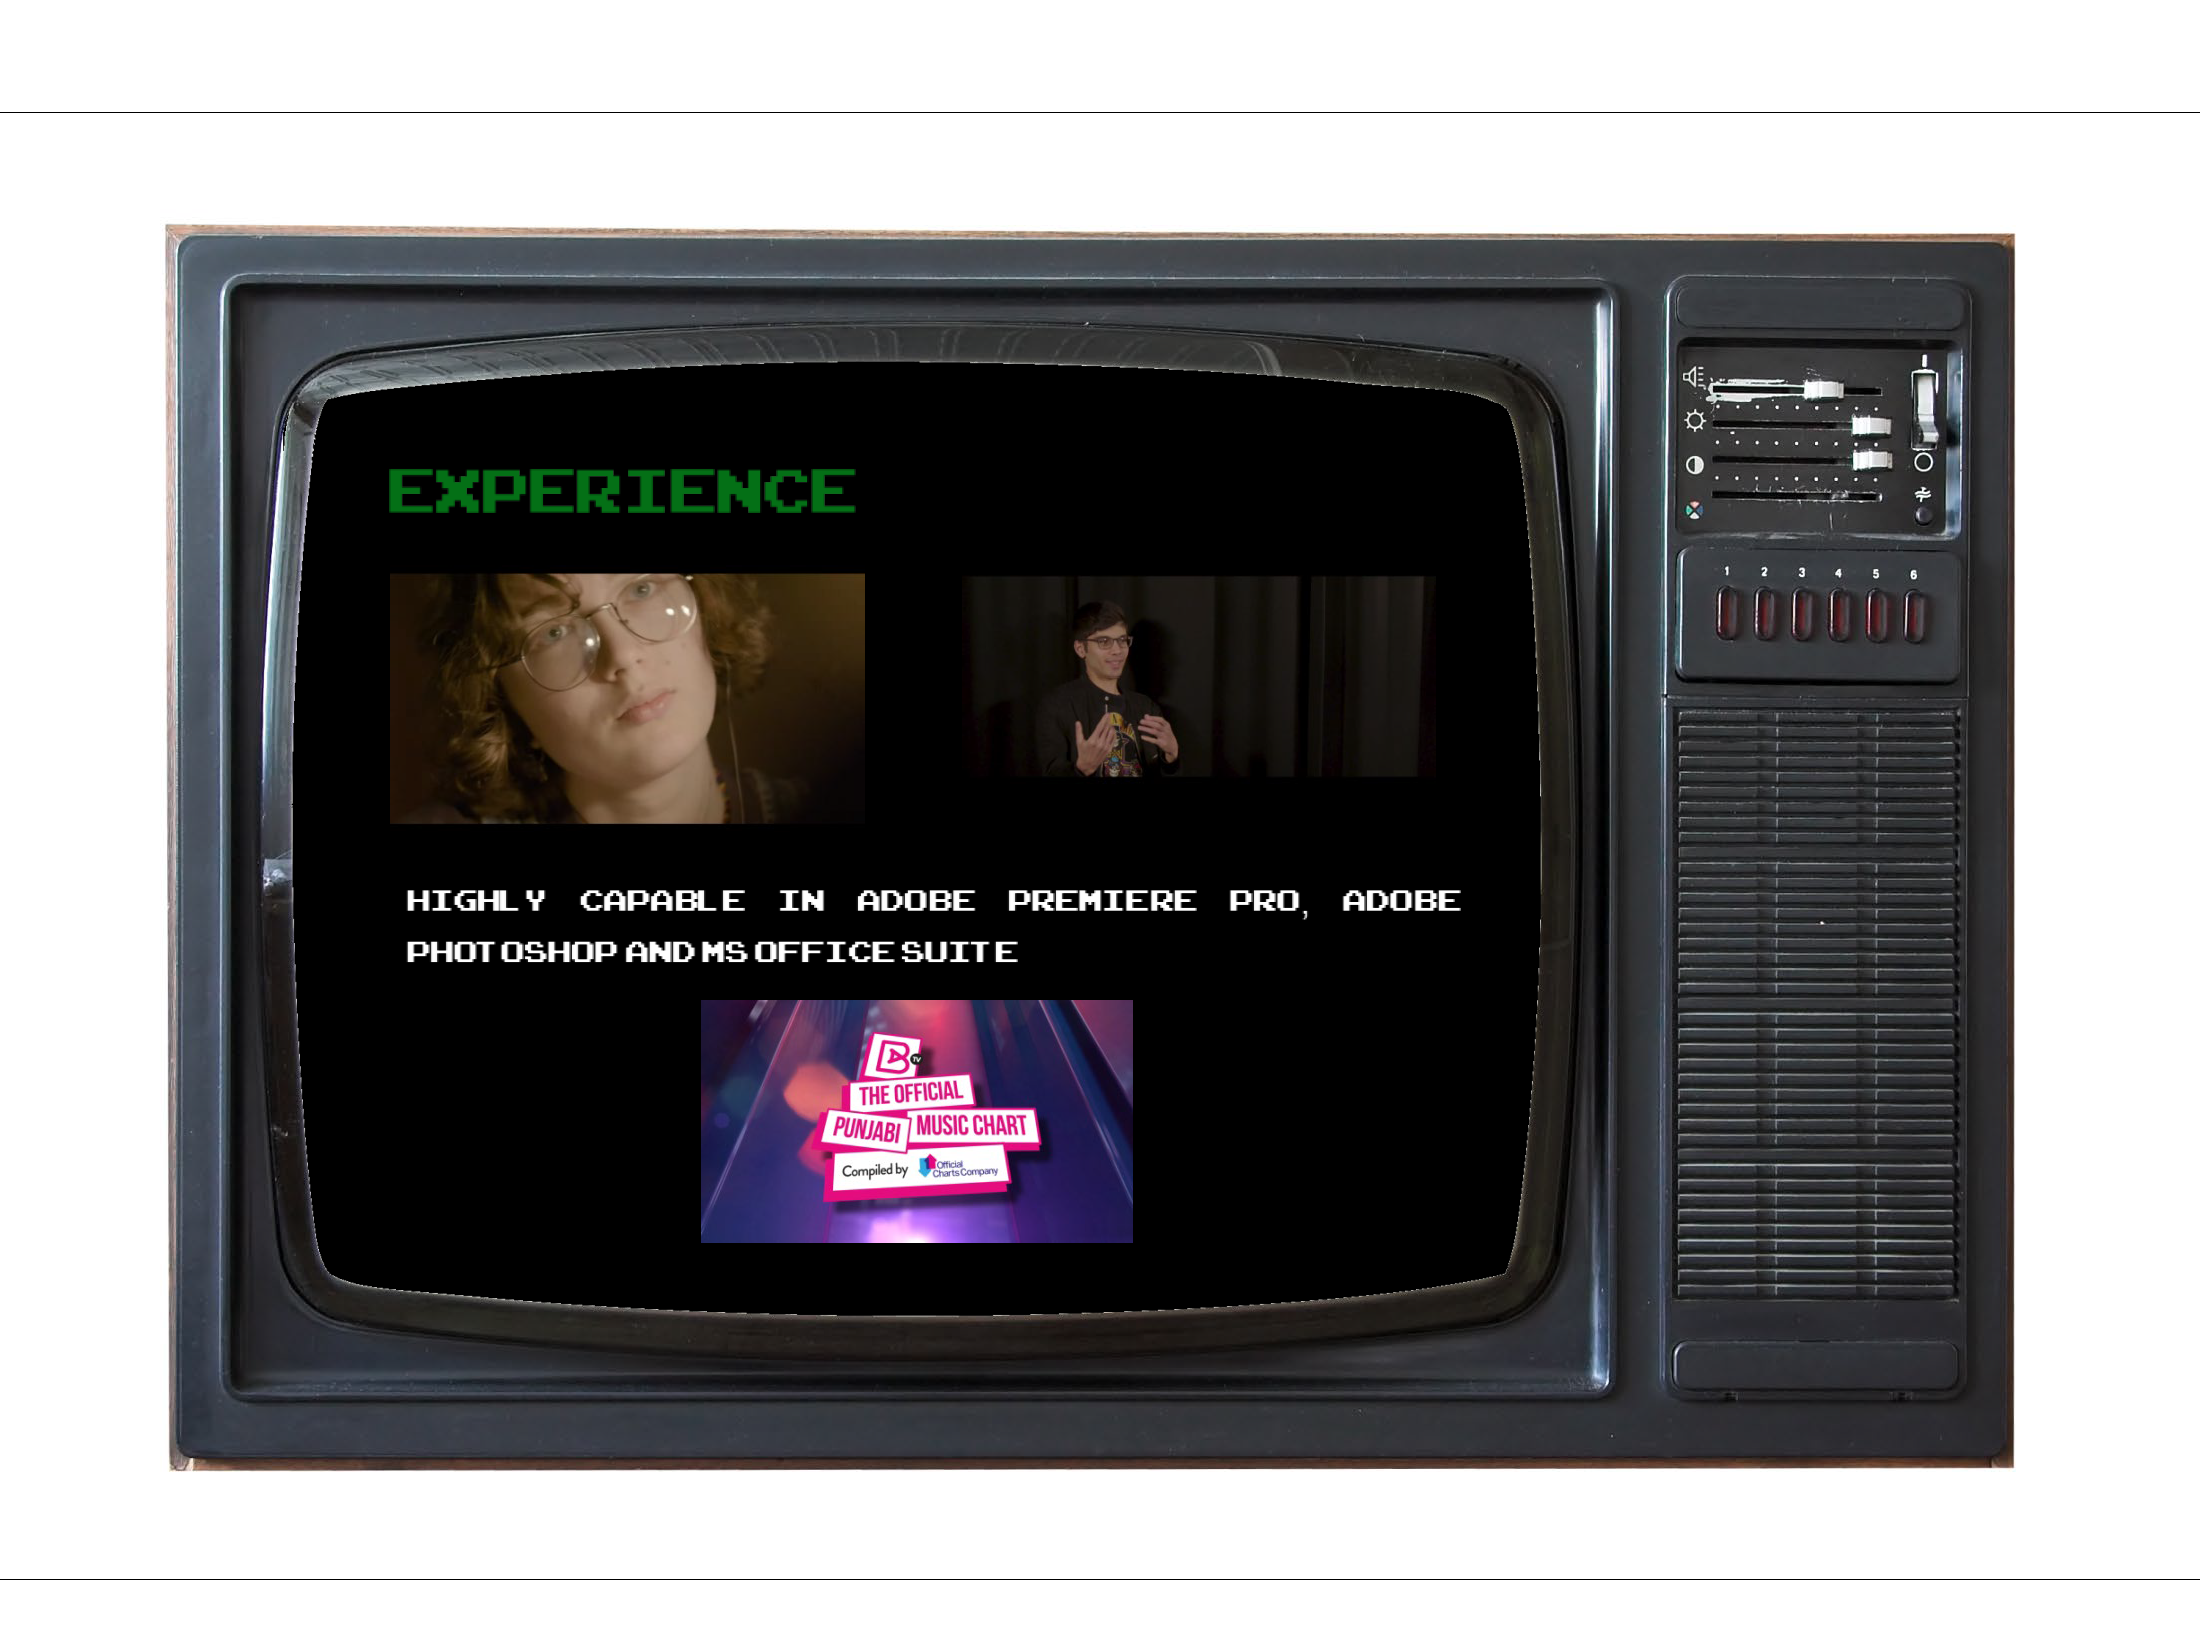 EXPERIENCE
1 2 3 4 5 6
HIGHLY CAPABLE IN ADOBE PREMIERE PRO, ADOBE
PHOTOSHOP AND MS OFFICE SUITE
B TV
THE OFFICIAL
PUNJABI MUSIC CHART
Compiled by Official
Charts Company